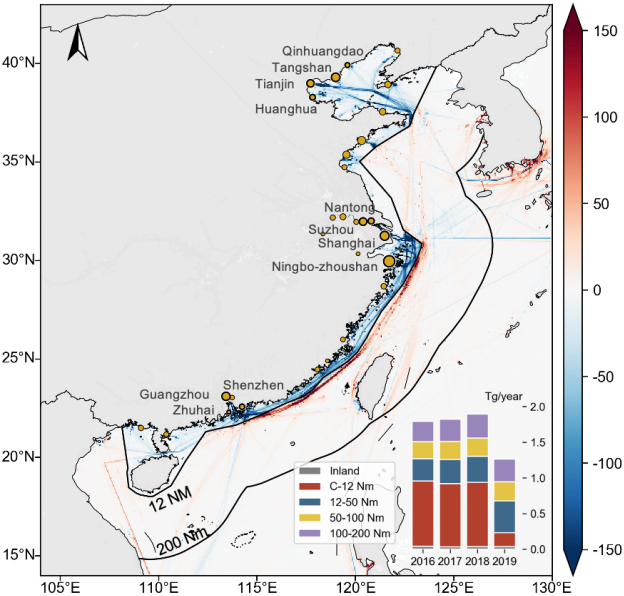 150
40°N
Qinhuangdao
Tangshan
Tianjin
Huanghua
100
35°N
50
Nantong
Suzhou
Shanghai
30°N
Ningbo-zhoushan
0
25°N
Guangzhou
Shenzhen
Zhuhai
-50
Tg/year
2.0
1.5
20°N
12 NM
200 Nm
Inland
C-12 Nm
12-50 Nm
50-100 Nm
100-200 Nm
1.0
0.5
0.0
2016 2017 2018 2019
-100
15°N
-150
105°E 110°E 115°E 120°E 125°E 130°E